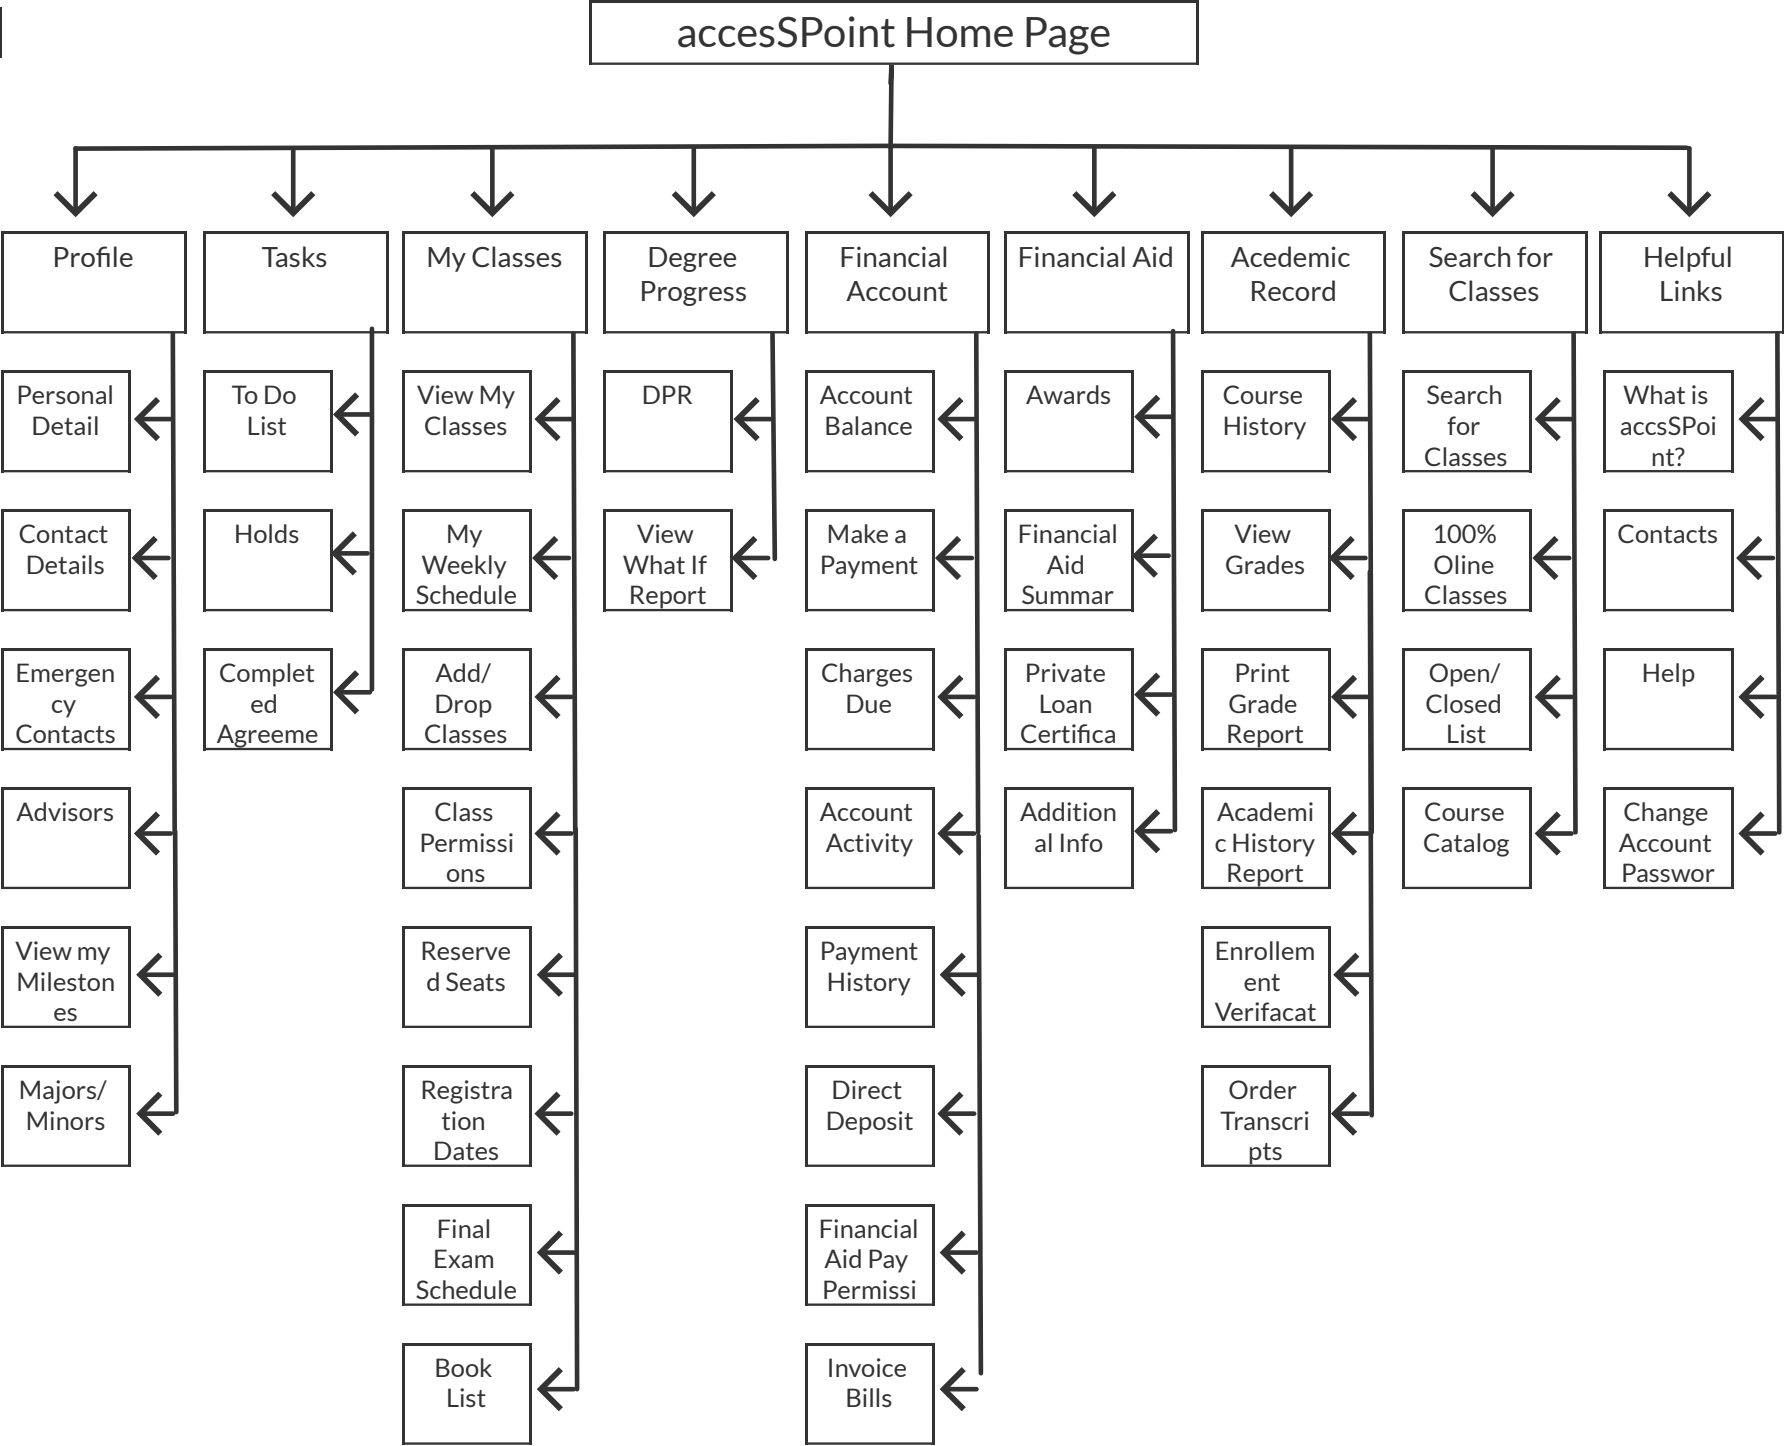 accesSPoint Home Page
Profile
Tasks
My Classes
Degree
Progress
Financial
Account
Financial Aid
Acedemic
Record
Search for
Classes
Helpful
Links
Personal
Detail
Contact
Details
Emergen
cy
Contacts
Advisors
View my
Mileston
es
Majors/
Minors
To Do
List
Holds
Complet
ed
Agreeme
View My
Classes
My
Weekly
Schedule
Add/
Drop
Classes
Class
Permissi
ons
Reserve
d Seats
Registra
tion
Dates
Final
Exam
Schedule
Book
List
DPR
View
What If
Report
Account
Balance
Make a
Payment
Charges
Due
Account
Activity
Payment
History
Direct
Deposit
Financial
Aid Pay
Permissi
Invoice
Bills
Awards
Financial
Aid
Summar
Private
Loan
Certifica
Addition
al Info
Course
History
View
Grades
Print
Grade
Report
Academi
c History
Report
Enrollem
ent
Verifacat
Order
Transcri
pts
Search
for
Classes
100%
Oline
Classes
Open/
Closed
List
Course
Catalog
What is
accsSPoi
nt?
Contacts
Help
Change
Account
Passwor